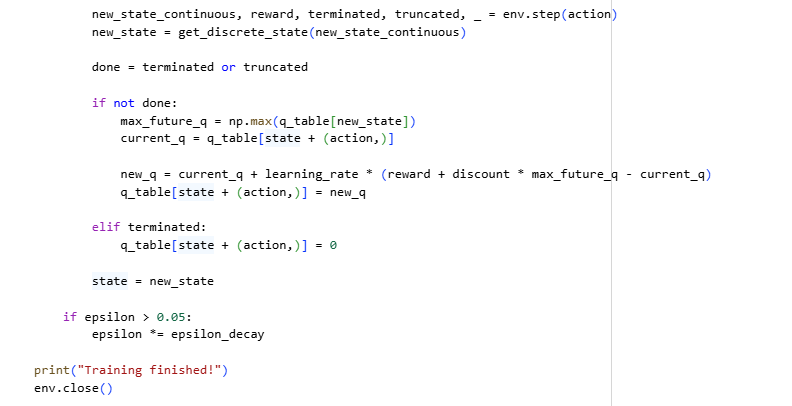 new_state_continuous, reward, terminated, truncated, _ = env.step(action)
new_state = get_discrete_state(new_state_continuous)
done = terminated or truncated
if not done:
max_future_q = np.max(q_table[new_state])
current_q = q_table[state + (action,)]
new_q = current_q + learning_rate * (reward + discount * max_future_q - current_q)
q_table[state + (action,)] = new_q
elif terminated:
q_table[state + (action,)] = 0
state = new_state
if epsilon > 0.05:
epsilon *= epsilon_decay
print("Training finished!")
env.close()